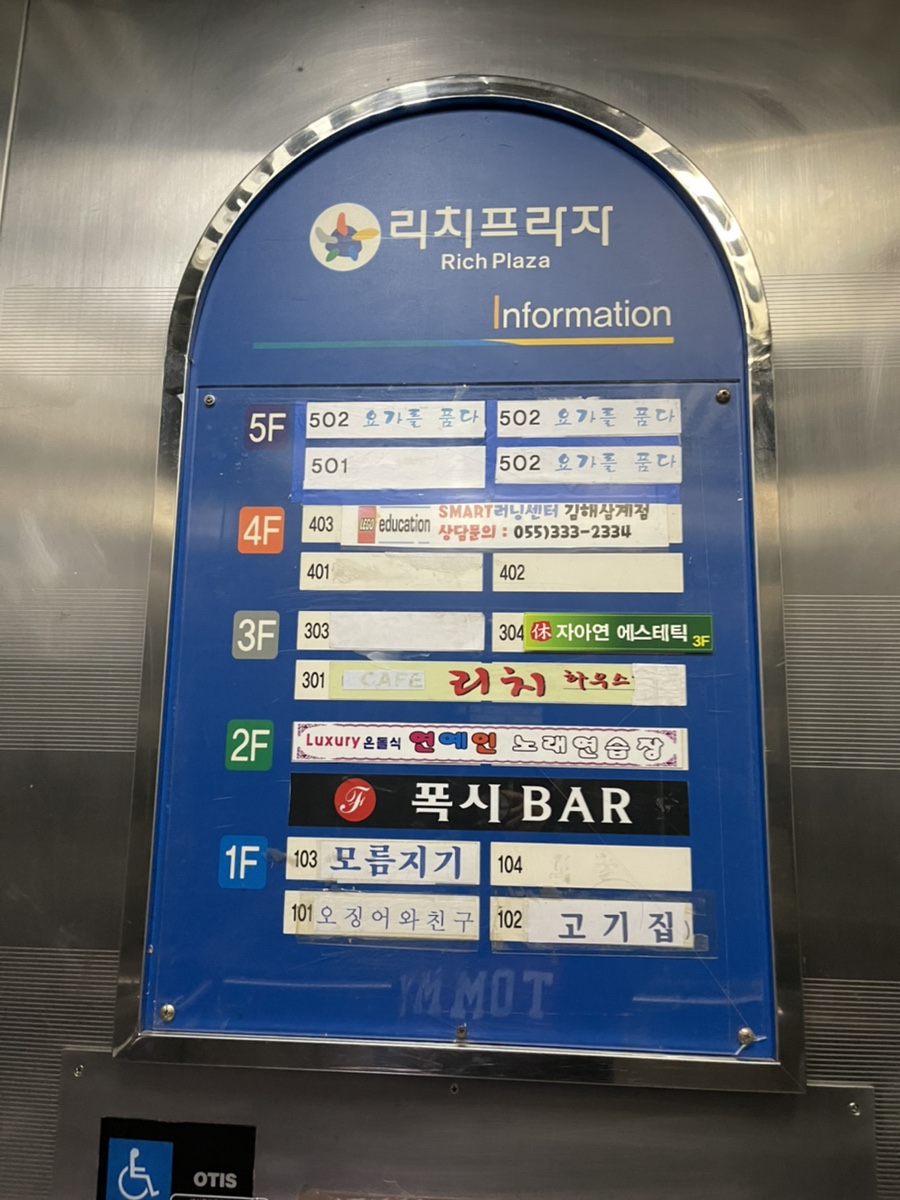 리치프라자
Rich Plaza
Information
5F
502 요가를 품다
502 요가를 품다
501
502 요가를 품다
4F
403
LEGO education
SMART러닝센터 김해삼계점
상담문의 : 055)333-2334
401
402
3F
303
304 休 자아연 에스테틱 3F
301 CAFE 리치 하우스
2F
Luxury 온돌식 연예인 노래연습장
F 폭시 BAR
1F
103 모름지기
104
101 오징어와친구
102 고기집
TOMMY
OTIS